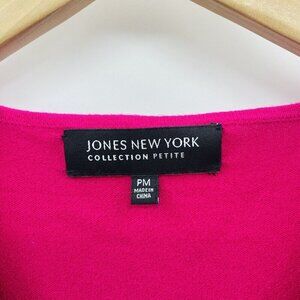 JONES NEW YORK
COLLECTION PETITE
PM
MADE IN
CHINA